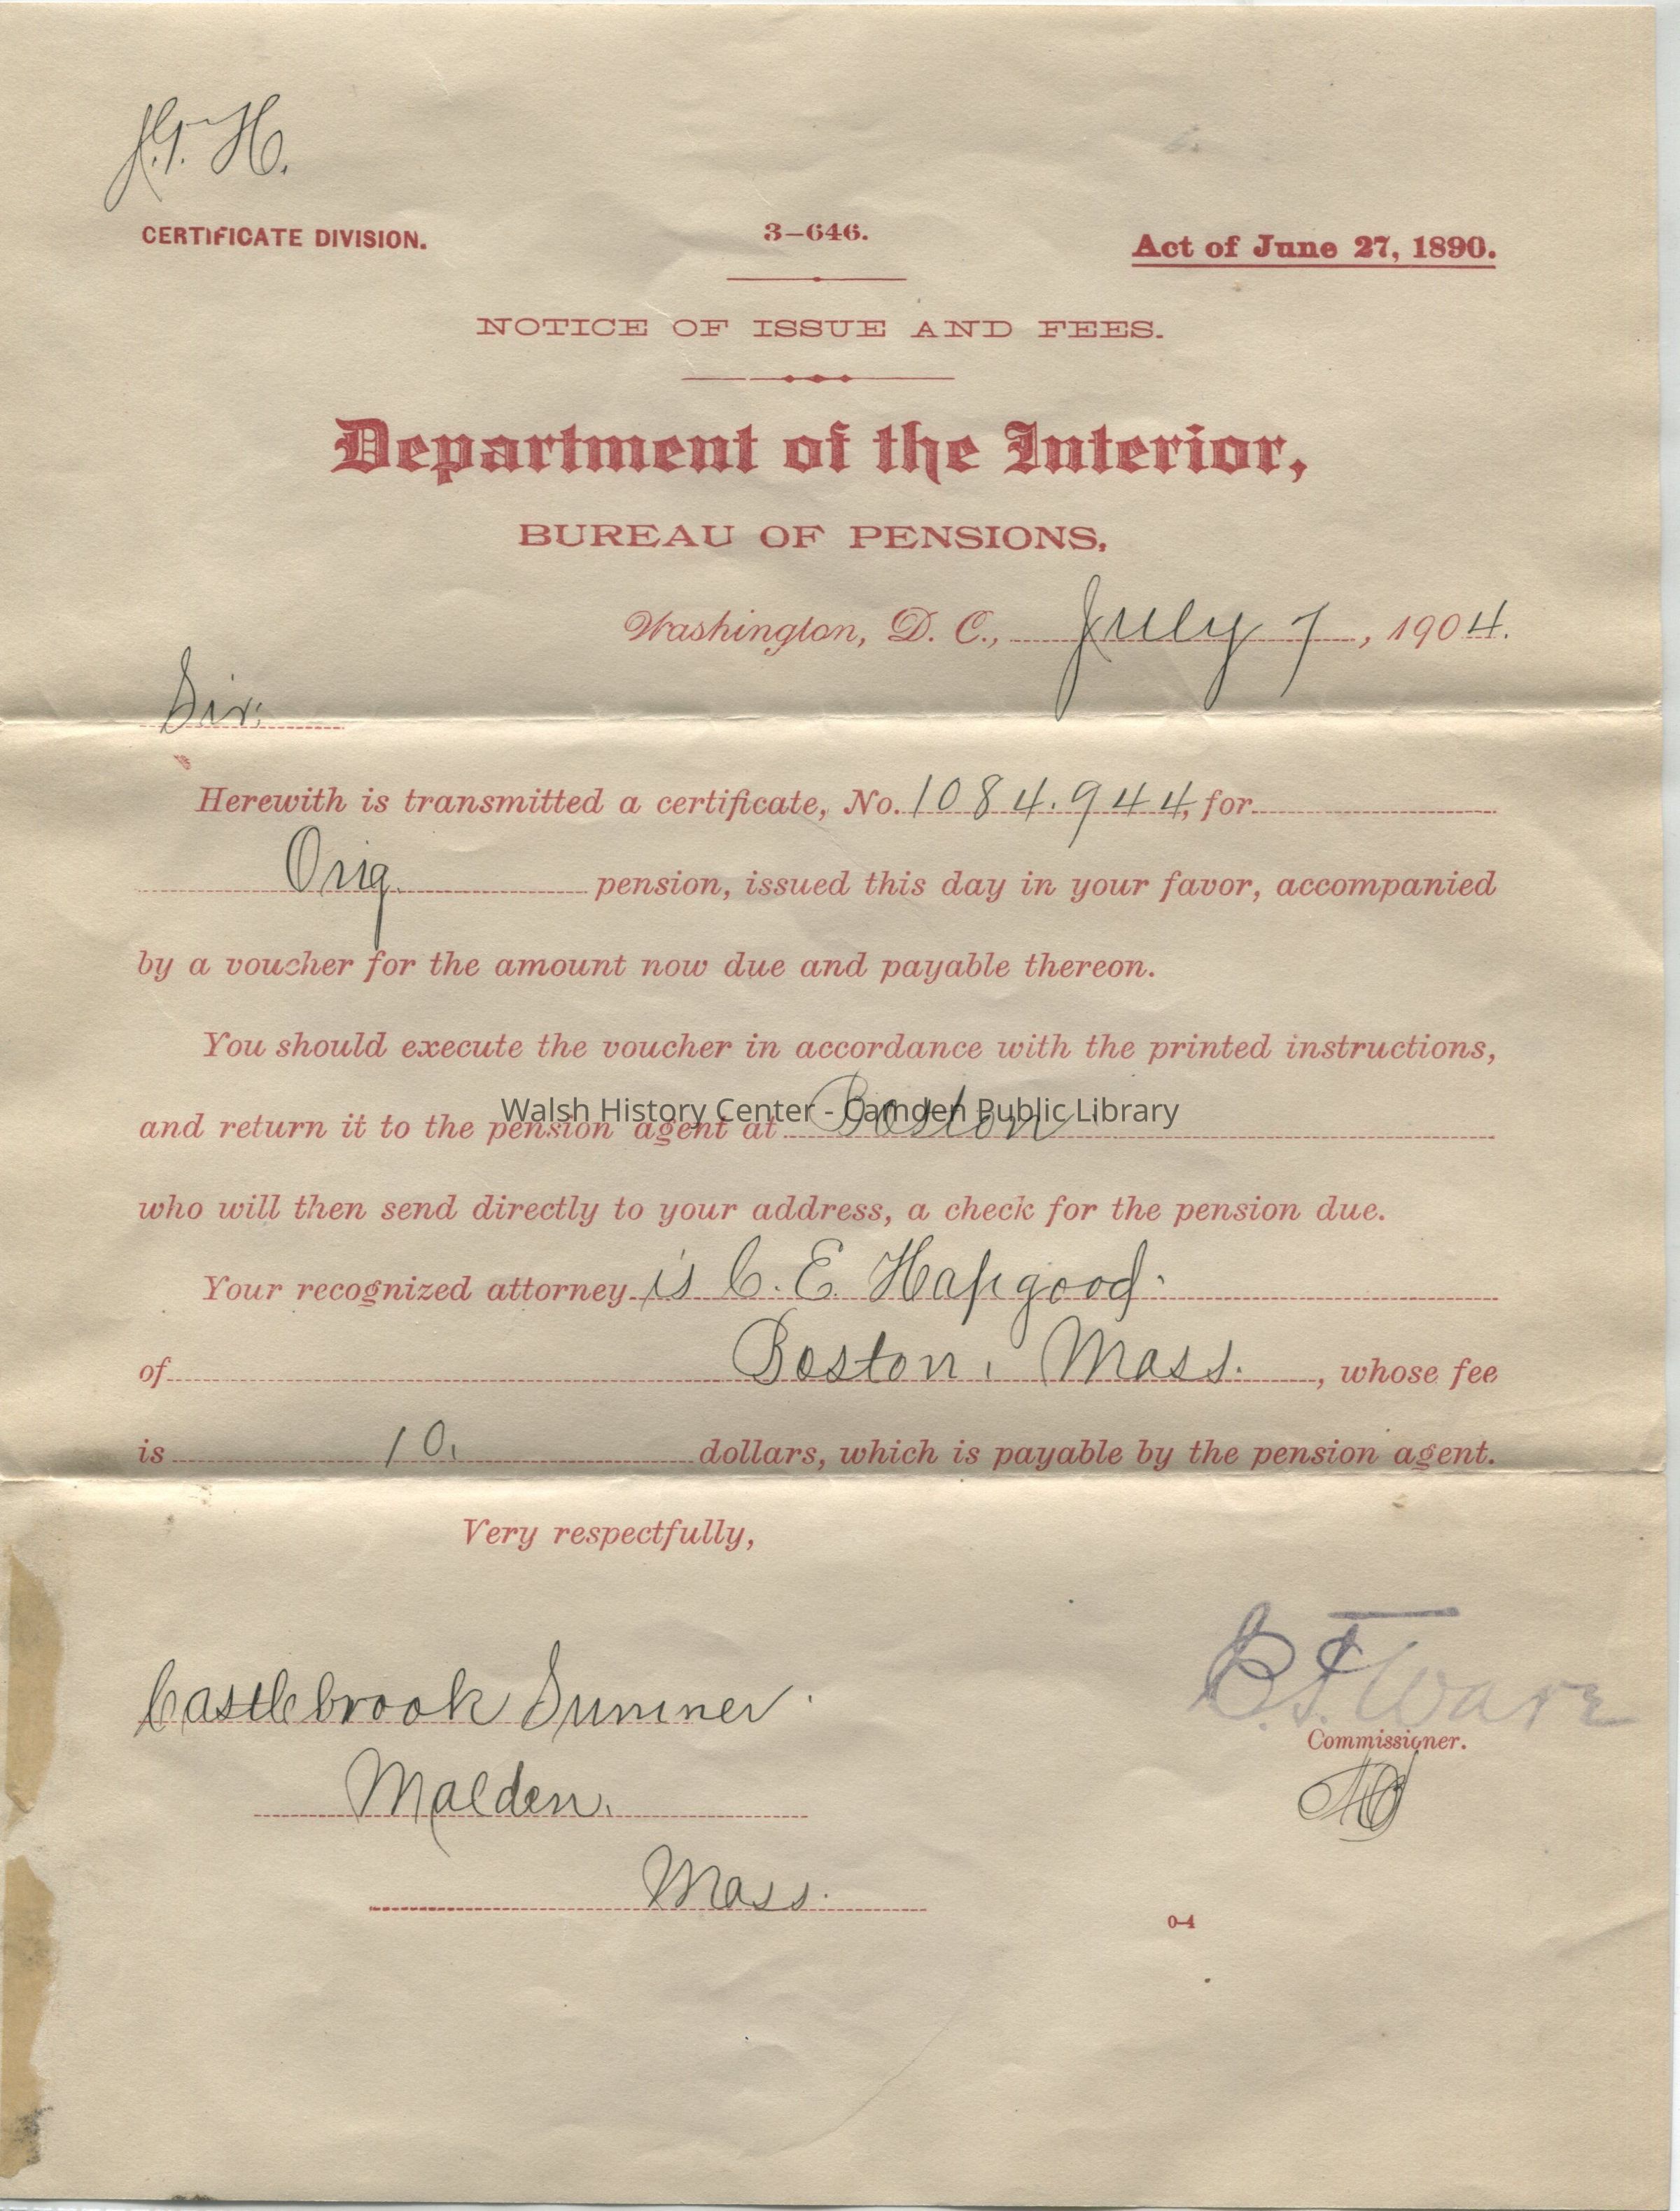 J.G. H.
CERTIFICATE DIVISION.
3–646.
Act of June 27, 1890.
NOTICE OF ISSUE AND FEES.
Department of the Interior,
BUREAU OF PENSIONS,
Washington, D. C., July 7, 1904.
Sir:
Herewith is transmitted a certificate, No. 1084.944, for
Orig. pension, issued this day in your favor, accompanied
by a voucher for the amount now due and payable thereon.
You should execute the voucher in accordance with the printed instructions,
Walsh History Center - Camden Public Library
and return it to the pension agent at Boston
who will then send directly to your address, a check for the pension due.
Your recognized attorney is C. E. Hapgood.
of Boston, Mass., whose fee
is 10. dollars, which is payable by the pension agent.
Very respectfully,
Castlebrook Sumner
Malden.
Mass.
Ware
Commissioner.
0-4